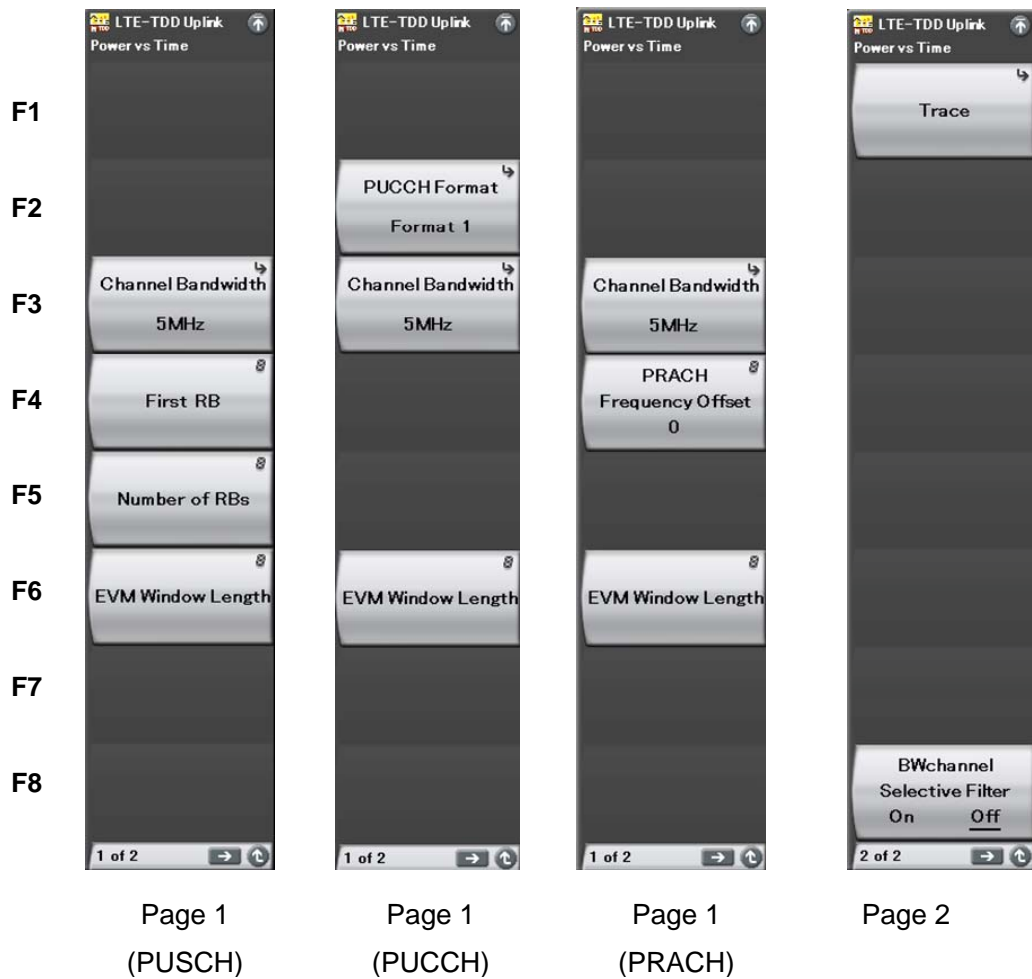 F1
F2
F3
F4
F5
F6
F7
F8
LTE-TDD Uplink
Power vs Time
Channel Bandwidth
5MHz
First RB
Number of RBs
EVM Window Length
1 of 2
Page 1
(PUSCH)
LTE-TDD Uplink
Power vs Time
PUCCH Format
Format 1
Channel Bandwidth
5MHz
EVM Window Length
1 of 2
Page 1
(PUCCH)
LTE-TDD Uplink
Power vs Time
Channel Bandwidth
5MHz
PRACH
Frequency Offset
0
EVM Window Length
1 of 2
Page 1
(PRACH)
LTE-TDD Uplink
Power vs Time
Trace
BWchannel
Selective Filter
On Off
2 of 2
Page 2